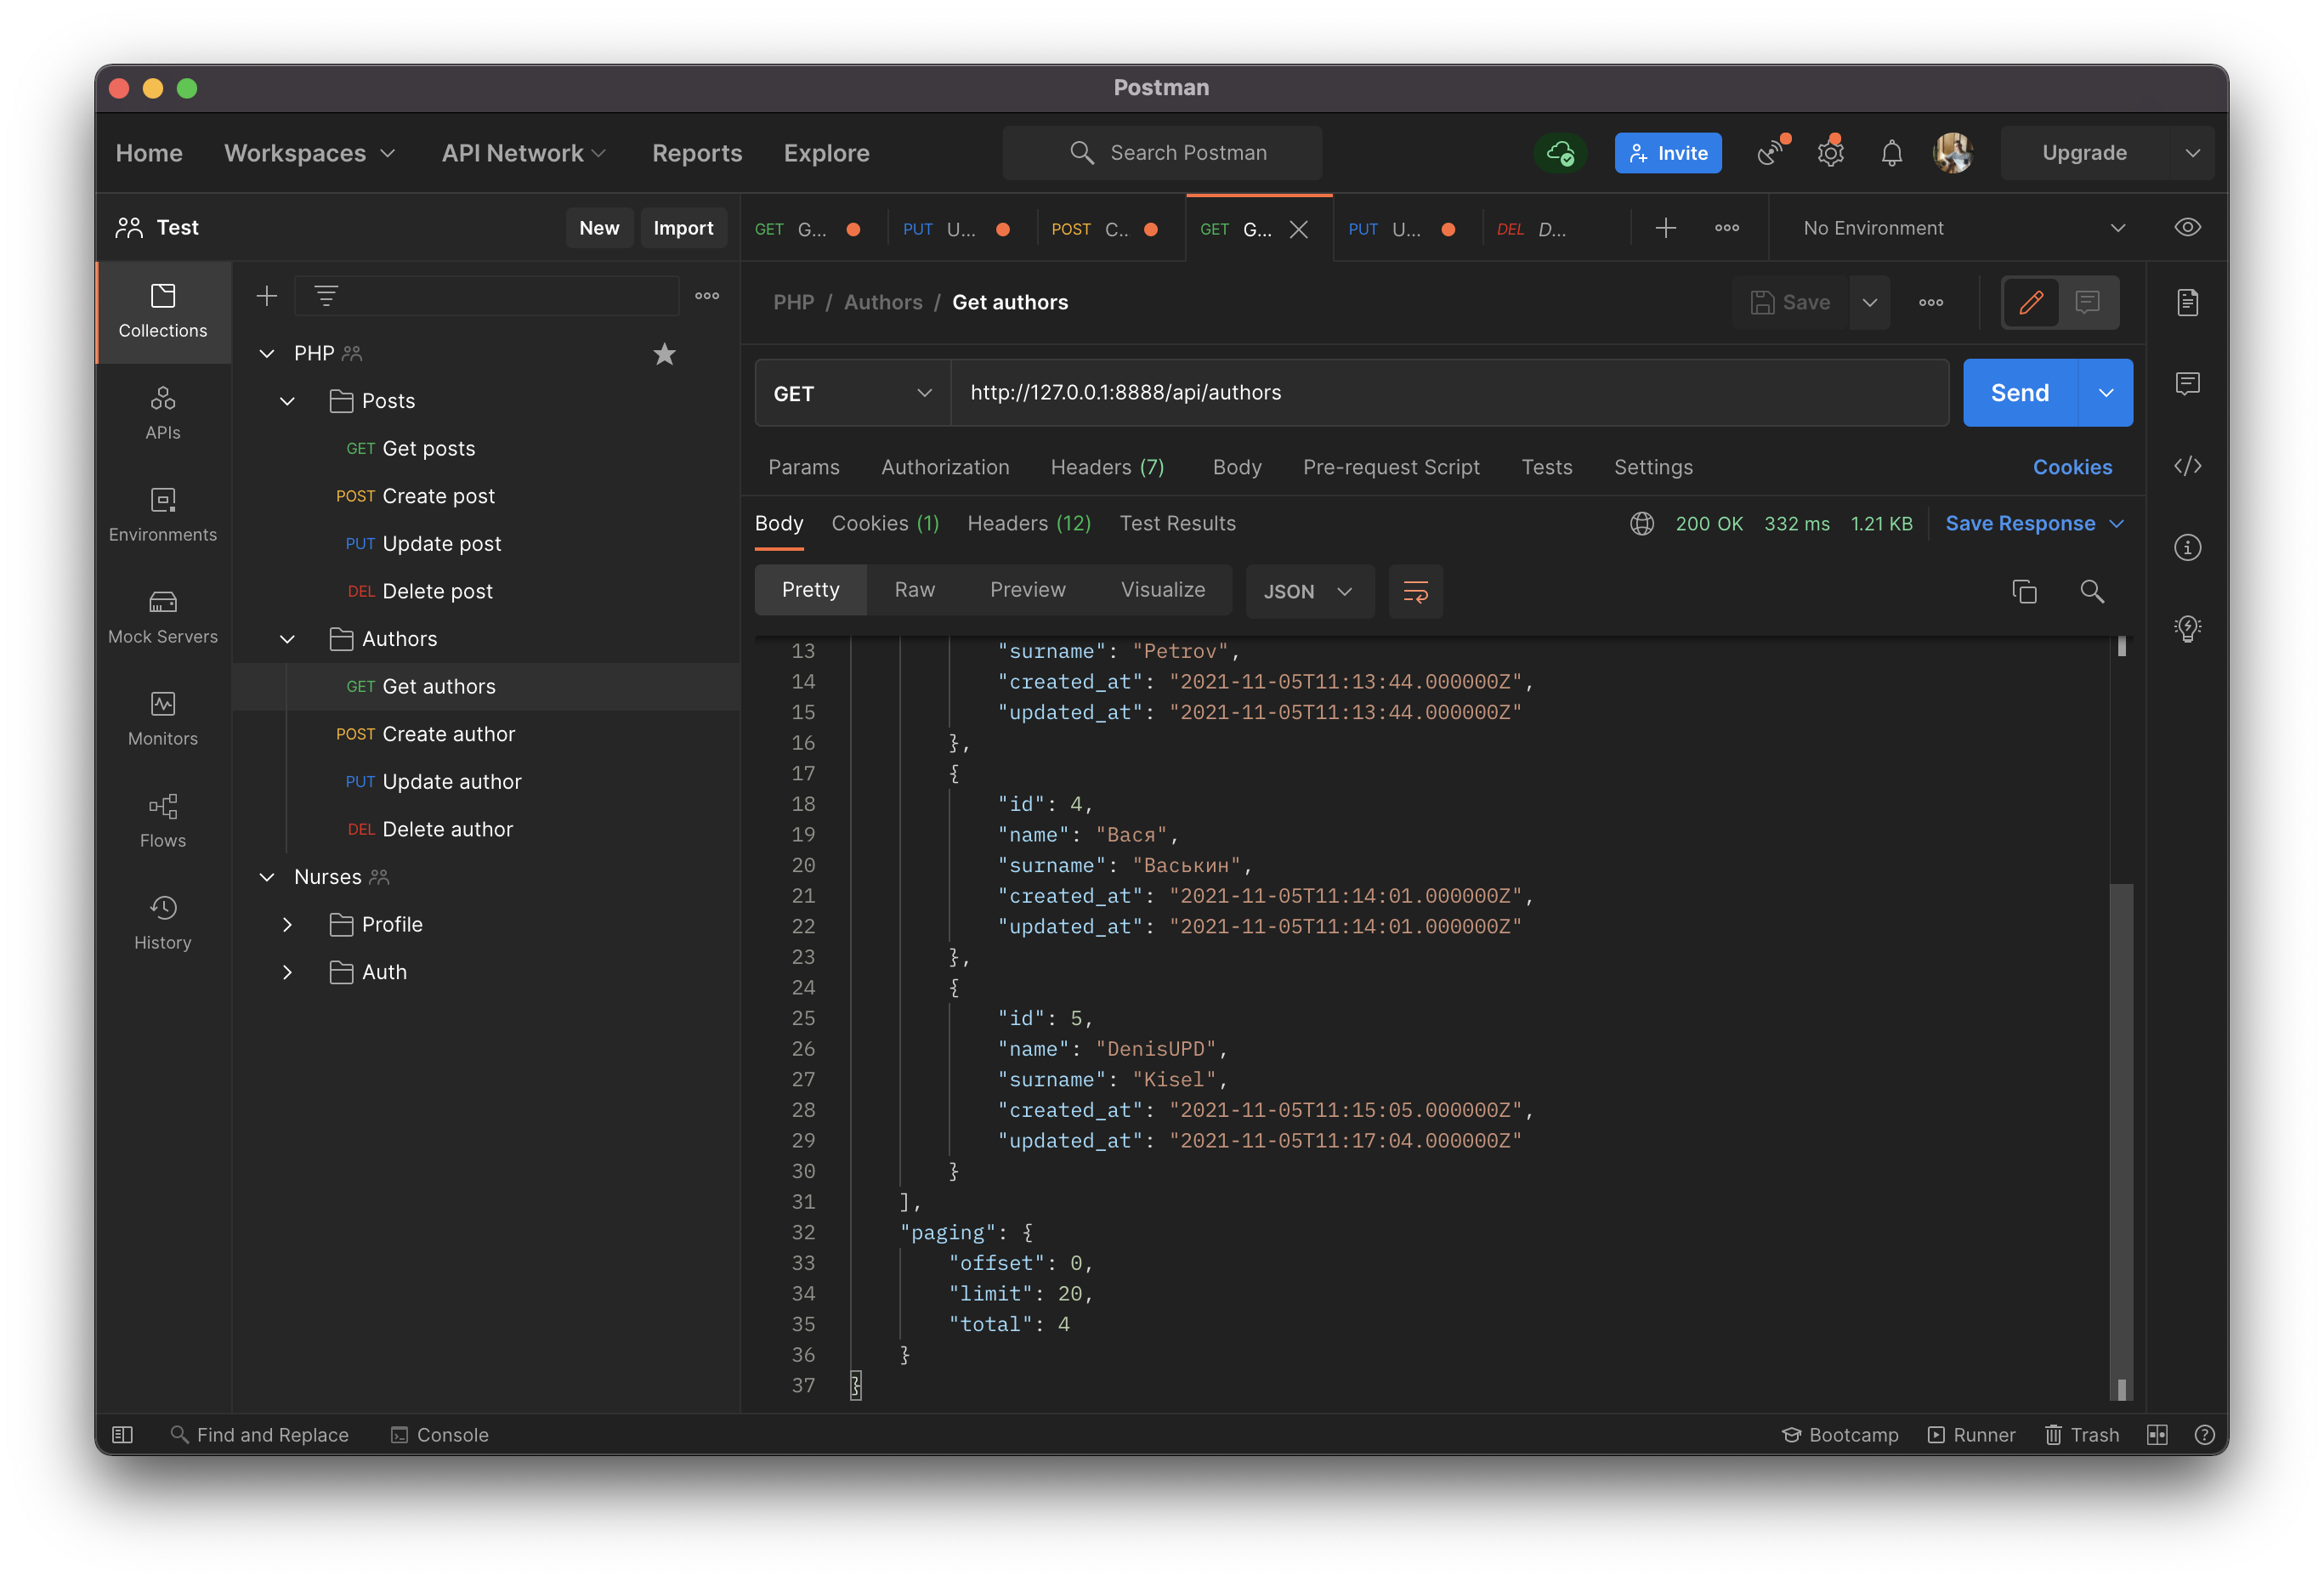 Postman
Home Workspaces API Network Reports Explore Search Postman Invite Upgrade
Test New Import
GET G... PUT U... POST C.. GET G... PUT U... DEL D... No Environment
Collections
APIs
Environments
Mock Servers
Monitors
Flows
History
PHP
Posts
GET Get posts
POST Create post
PUT Update post
DEL Delete post
Authors
GET Get authors
POST Create author
PUT Update author
DEL Delete author
Nurses
Profile
Auth
PHP / Authors / Get authors Save
GET http://127.0.0.1:8888/api/authors Send
Params Authorization Headers (7) Body Pre-request Script Tests Settings Cookies
Body Cookies (1) Headers (12) Test Results 200 OK 332 ms 1.21 KB Save Response
Pretty Raw Preview Visualize JSON
13 "surname": "Petrov",
14 "created_at": "2021-11-05T11:13:44.000000Z",
15 "updated_at": "2021-11-05T11:13:44.000000Z"
16 },
17 {
18 "id": 4,
19 "name": "Вася",
20 "surname": "Васькин",
21 "created_at": "2021-11-05T11:14:01.000000Z",
22 "updated_at": "2021-11-05T11:14:01.000000Z"
23 },
24 {
25 "id": 5,
26 "name": "DenisUPD",
27 "surname": "Kisel",
28 "created_at": "2021-11-05T11:15:05.000000Z",
29 "updated_at": "2021-11-05T11:17:04.000000Z"
30 }
31 ],
32 "paging": {
33 "offset": 0,
34 "limit": 20,
35 "total": 4
36 }
37 }
Find and Replace Console Bootcamp Runner Trash